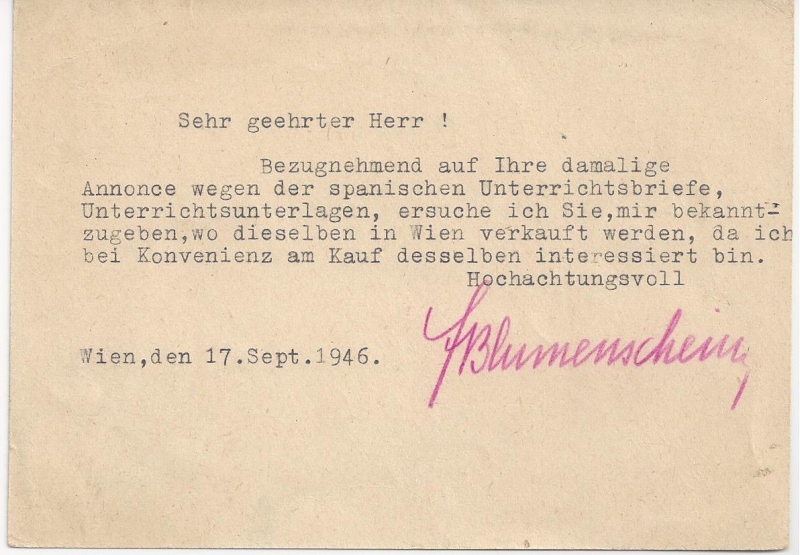 Sehr geehrter Herr !
Bezugnehmend auf Ihre damalige
Annonce wegen der spanischen Unterrichtsbriefe,
Unterrichtsunterlagen, ersuche ich Sie,mir bekannt-
zugeben,wo dieselben in Wien verkauft werden, da ich
bei Konvenienz am Kauf desselben interessiert bin.
Hochachtungsvoll
Blumenschein
Wien,den 17.Sept.1946.